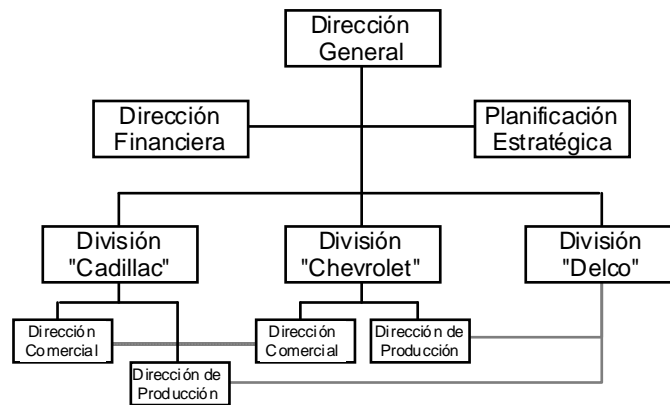 Dirección
General
Dirección
Financiera
Planificación
Estratégica
División
"Cadillac"
División
"Chevrolet"
División
"Delco"
Dirección
Comercial
Dirección de
Producción
Dirección
Comercial
Dirección de
Producción